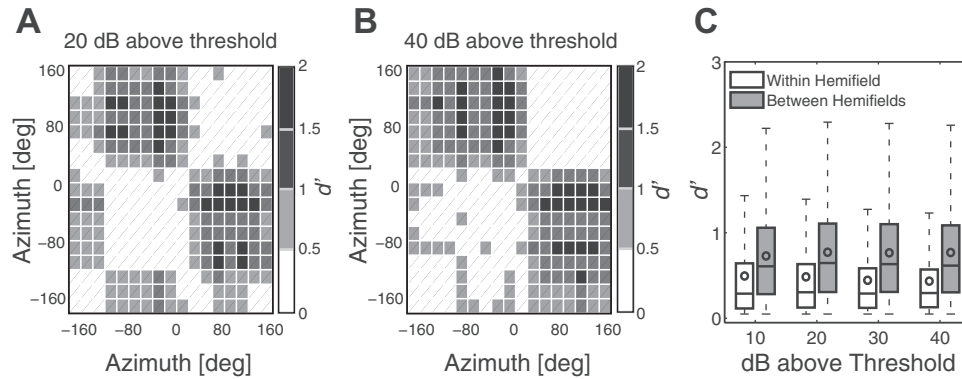 A
20 dB above threshold
160
80
0
−80
−160
Azimuth [deg]
−160
−80
0
80
160
Azimuth [deg]
2
1.5
1
0.5
0
d'
B
40 dB above threshold
160
80
0
−80
−160
Azimuth [deg]
−160
−80
0
80
160
Azimuth [deg]
2
1.5
1
0.5
0
d'
C
3
2
1
0
d'
Within Hemifield
Between Hemifields
10
20
30
40
dB above Threshold